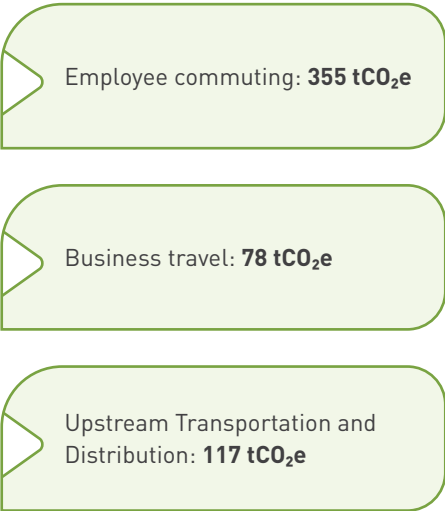 Employee commuting: 355 tCO₂e
Business travel: 78 tCO₂e
Upstream Transportation and
Distribution: 117 tCO₂e